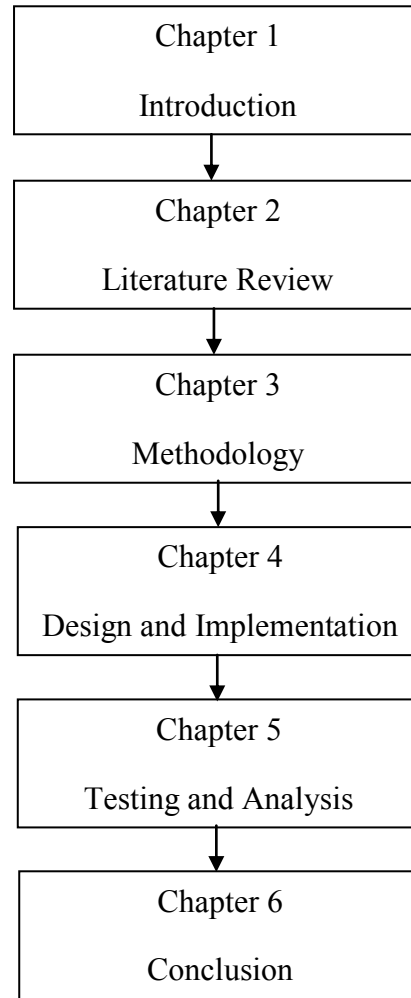 Chapter 1
Introduction
Chapter 2
Literature Review
Chapter 3
Methodology
Chapter 4
Design and Implementation
Chapter 5
Testing and Analysis
Chapter 6
Conclusion